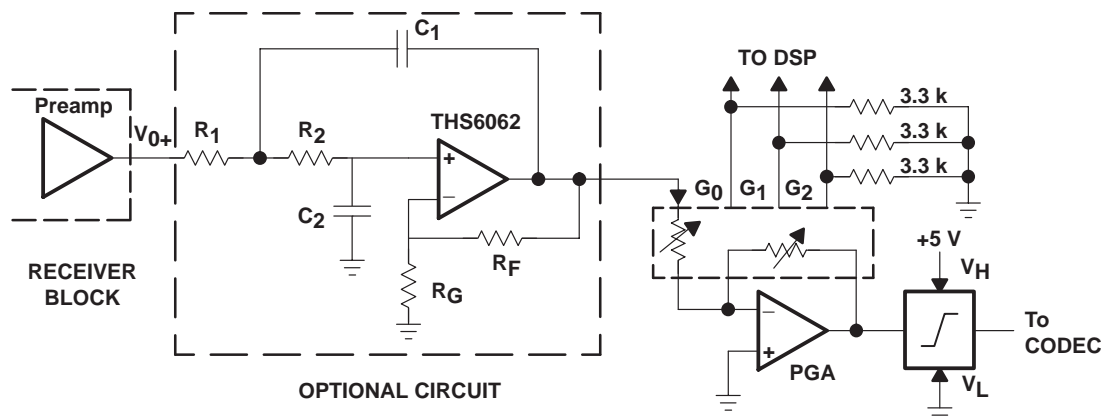 C1
TO DSP
Preamp
V0+
R1
R2
THS6062
3.3 k
3.3 k
3.3 k
+
−
C2
G0
G1
G2
RF
RG
RECEIVER
BLOCK
+5 V
VH
−
+
PGA
To
CODEC
VL
OPTIONAL CIRCUIT